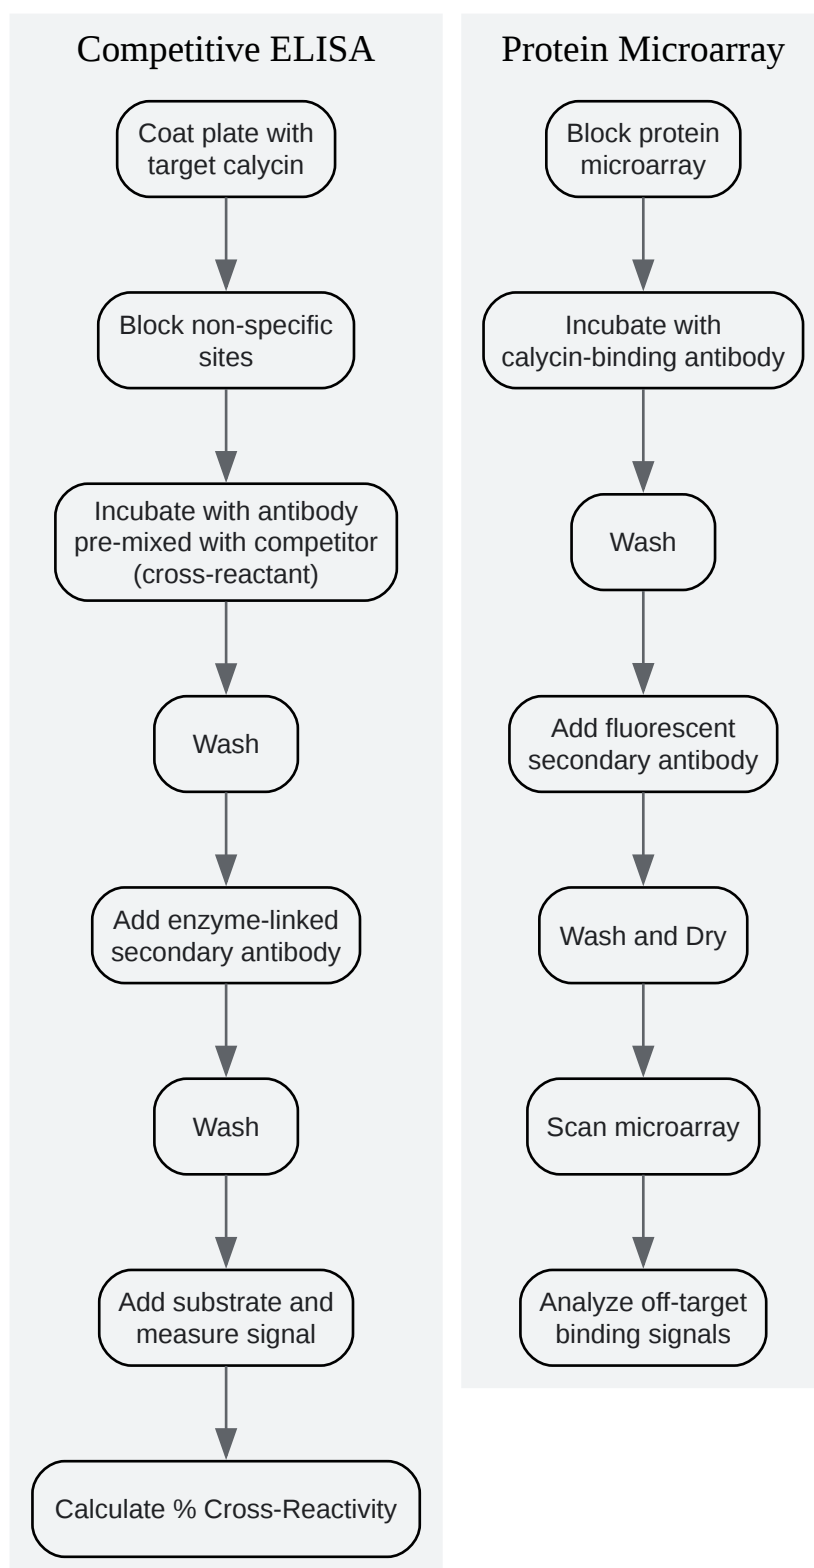 Competitive ELISA
Coat plate with
target calycin
Block non-specific
sites
Incubate with antibody
pre-mixed with competitor
(cross-reactant)
Wash
Add enzyme-linked
secondary antibody
Wash
Add substrate and
measure signal
Calculate % Cross-Reactivity
Protein Microarray
Block protein
microarray
Incubate with
calycin-binding antibody
Wash
Add fluorescent
secondary antibody
Wash and Dry
Scan microarray
Analyze off-target
binding signals